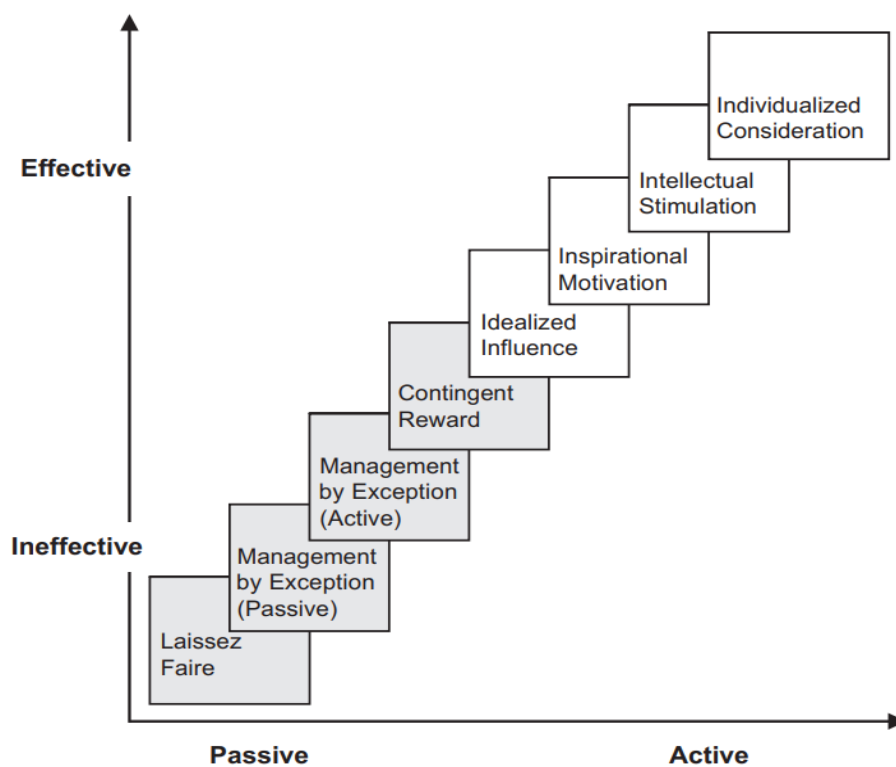 Individualized
Consideration
Effective
Intellectual
Stimulation
Inspirational
Motivation
Idealized
Influence
Contingent
Reward
Management
by Exception
(Active)
Ineffective
Management
by Exception
(Passive)
Laissez
Faire
Passive
Active